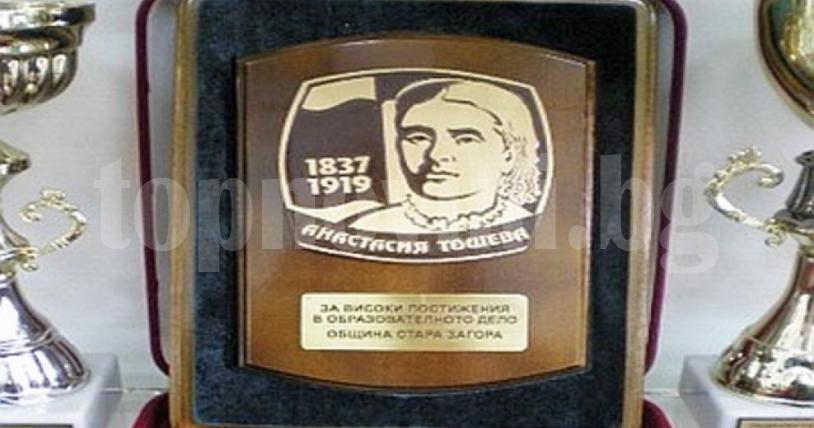 1837
1919
АНАСТАСИЯ ТОШЕВА
ЗА ВИСОКИ ПОСТИЖЕНИЯ
В ОБРАЗОВАТЕЛНОТО ДЕЛО
ОБЩИНА СТАРА ЗАГОРА